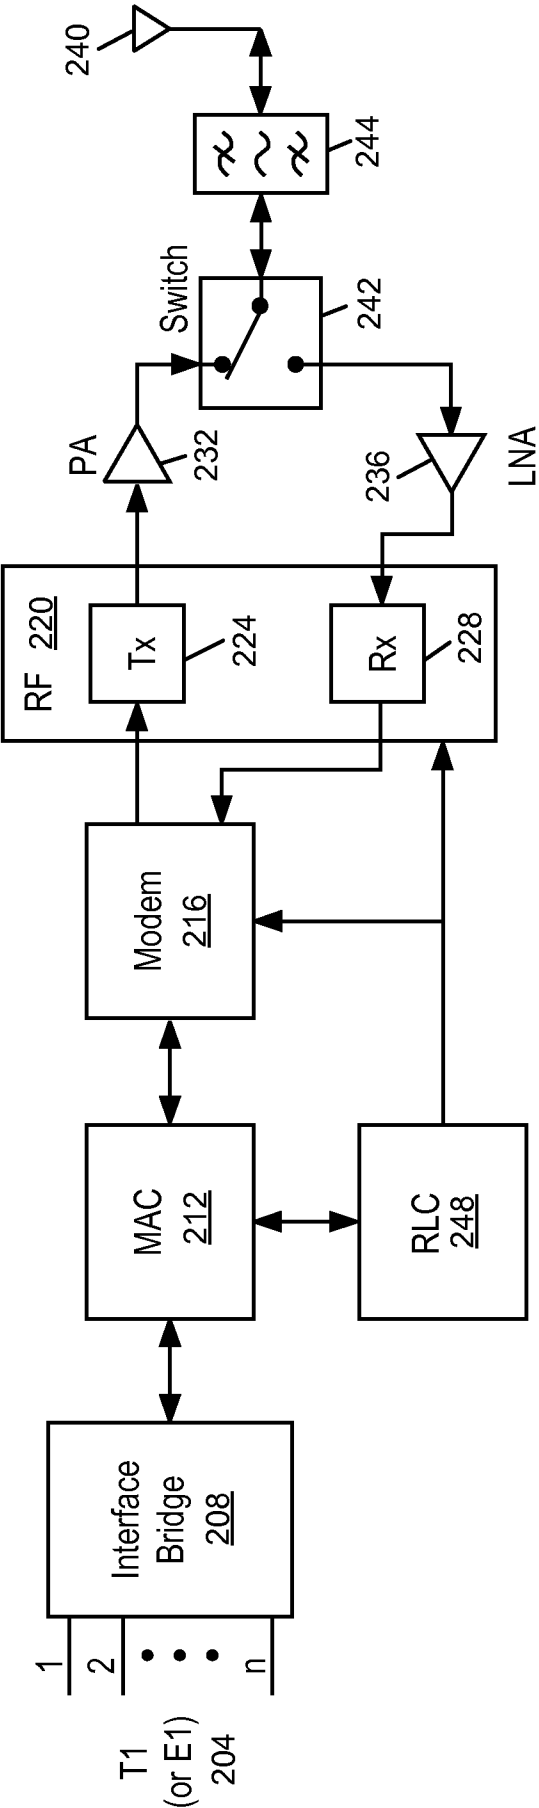 T1
(or E1)
204
1
2
n
Interface
Bridge
208
MAC
212
RLC
248
Modem
216
RF 220
Tx
224
Rx
228
PA
232
236
LNA
Switch
242
244
240